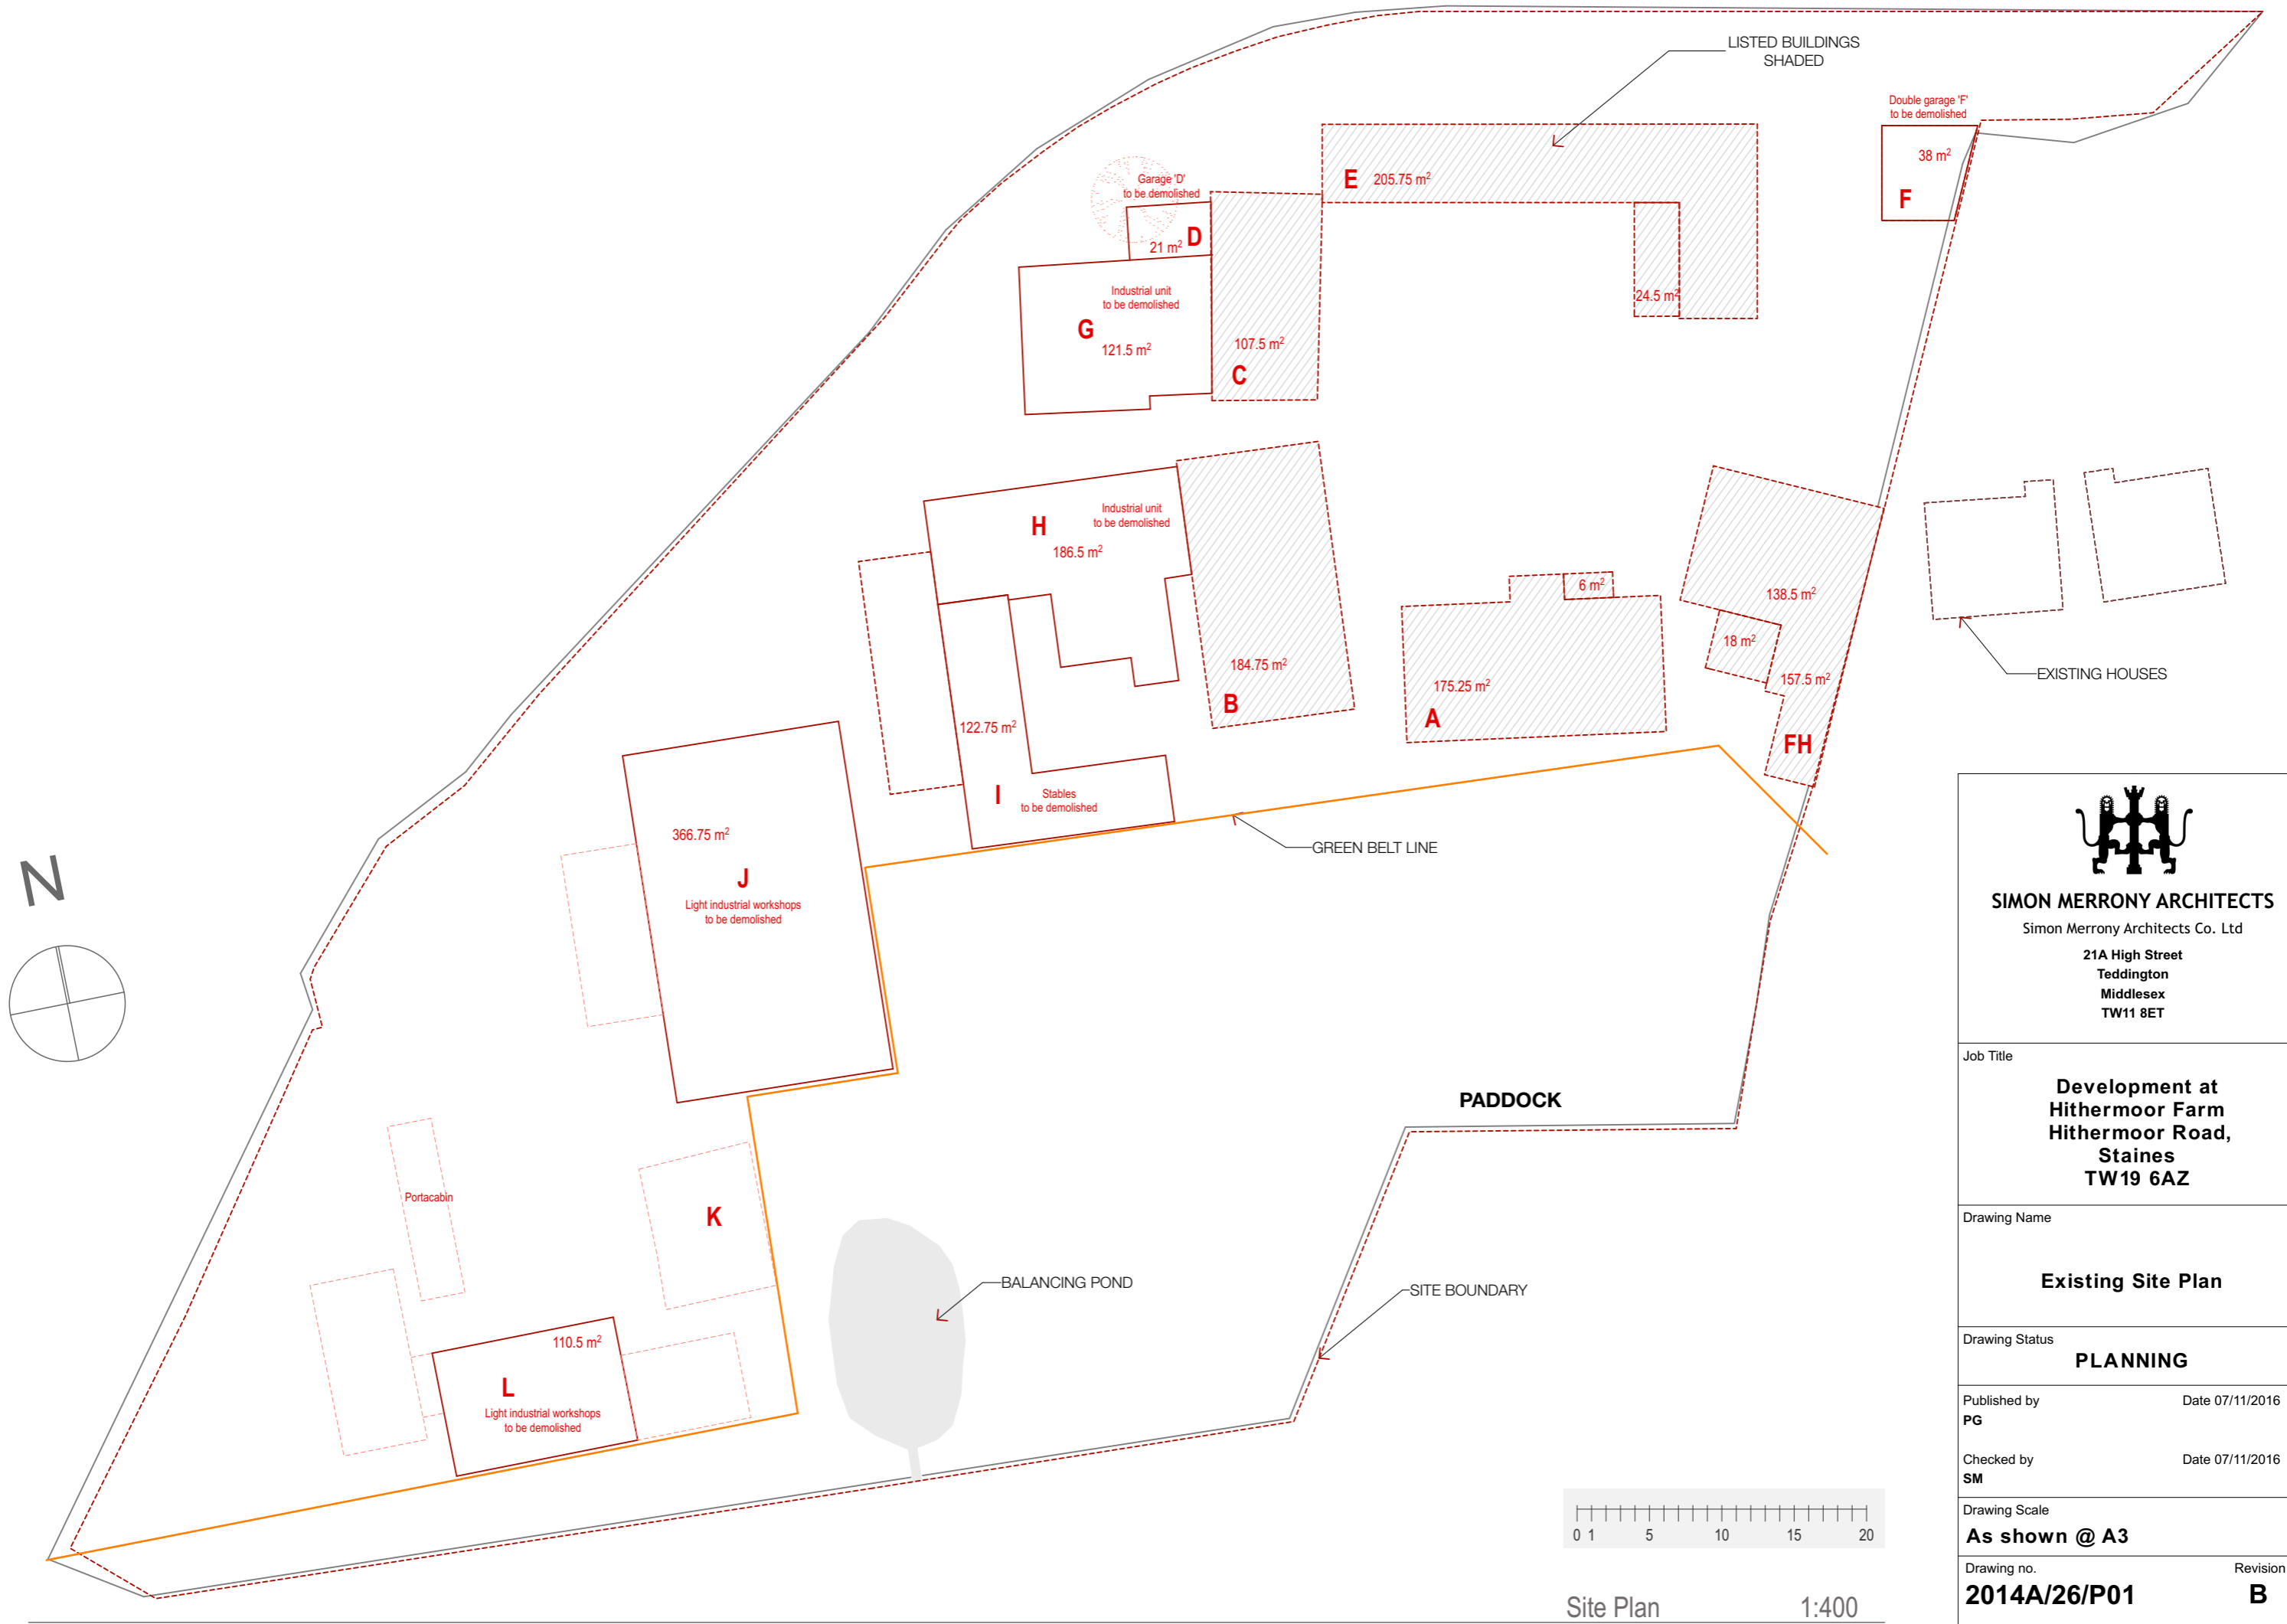 LISTED BUILDINGS
SHADED
Double garage 'F'
to be demolished
38 m²
F
E
205.75 m²
24.5 m²
Garage 'D'
to be demolished
21 m²
D
Industrial unit
to be demolished
G
121.5 m²
107.5 m²
C
H
Industrial unit
to be demolished
186.5 m²
184.75 m²
B
6 m²
175.25 m²
A
138.5 m²
18 m²
157.5 m²
FH
EXISTING HOUSES
122.75 m²
I
Stables
to be demolished
GREEN BELT LINE
366.75 m²
J
Light industrial workshops
to be demolished
N
PADDOCK
Portacabin
K
BALANCING POND
SITE BOUNDARY
110.5 m²
L
Light industrial workshops
to be demolished
0 1 5 10 15 20
Site Plan 1:400
SIMON MERRONY ARCHITECTS
Simon Merrony Architects Co. Ltd
21A High Street
Teddington
Middlesex
TW11 8ET
Job Title
Development at
Hithermoor Farm
Hithermoor Road,
Staines
TW19 6AZ
Drawing Name
Existing Site Plan
Drawing Status
PLANNING
Published by Date 07/11/2016
PG
Checked by Date 07/11/2016
SM
Drawing Scale
As shown @ A3
Drawing no. Revision
2014A/26/P01 B